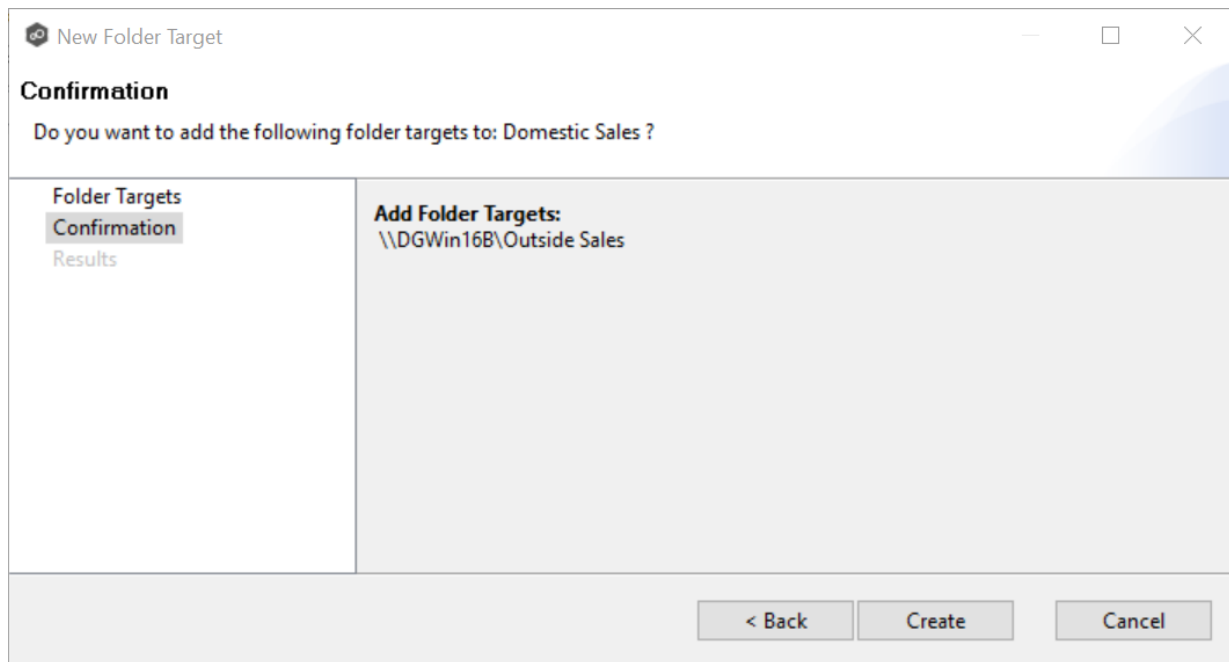 New Folder Target
Confirmation
Do you want to add the following folder targets to: Domestic Sales ?
Folder Targets
Confirmation
Results
Add Folder Targets:
\\DGWin16B\Outside Sales
< Back
Create
Cancel